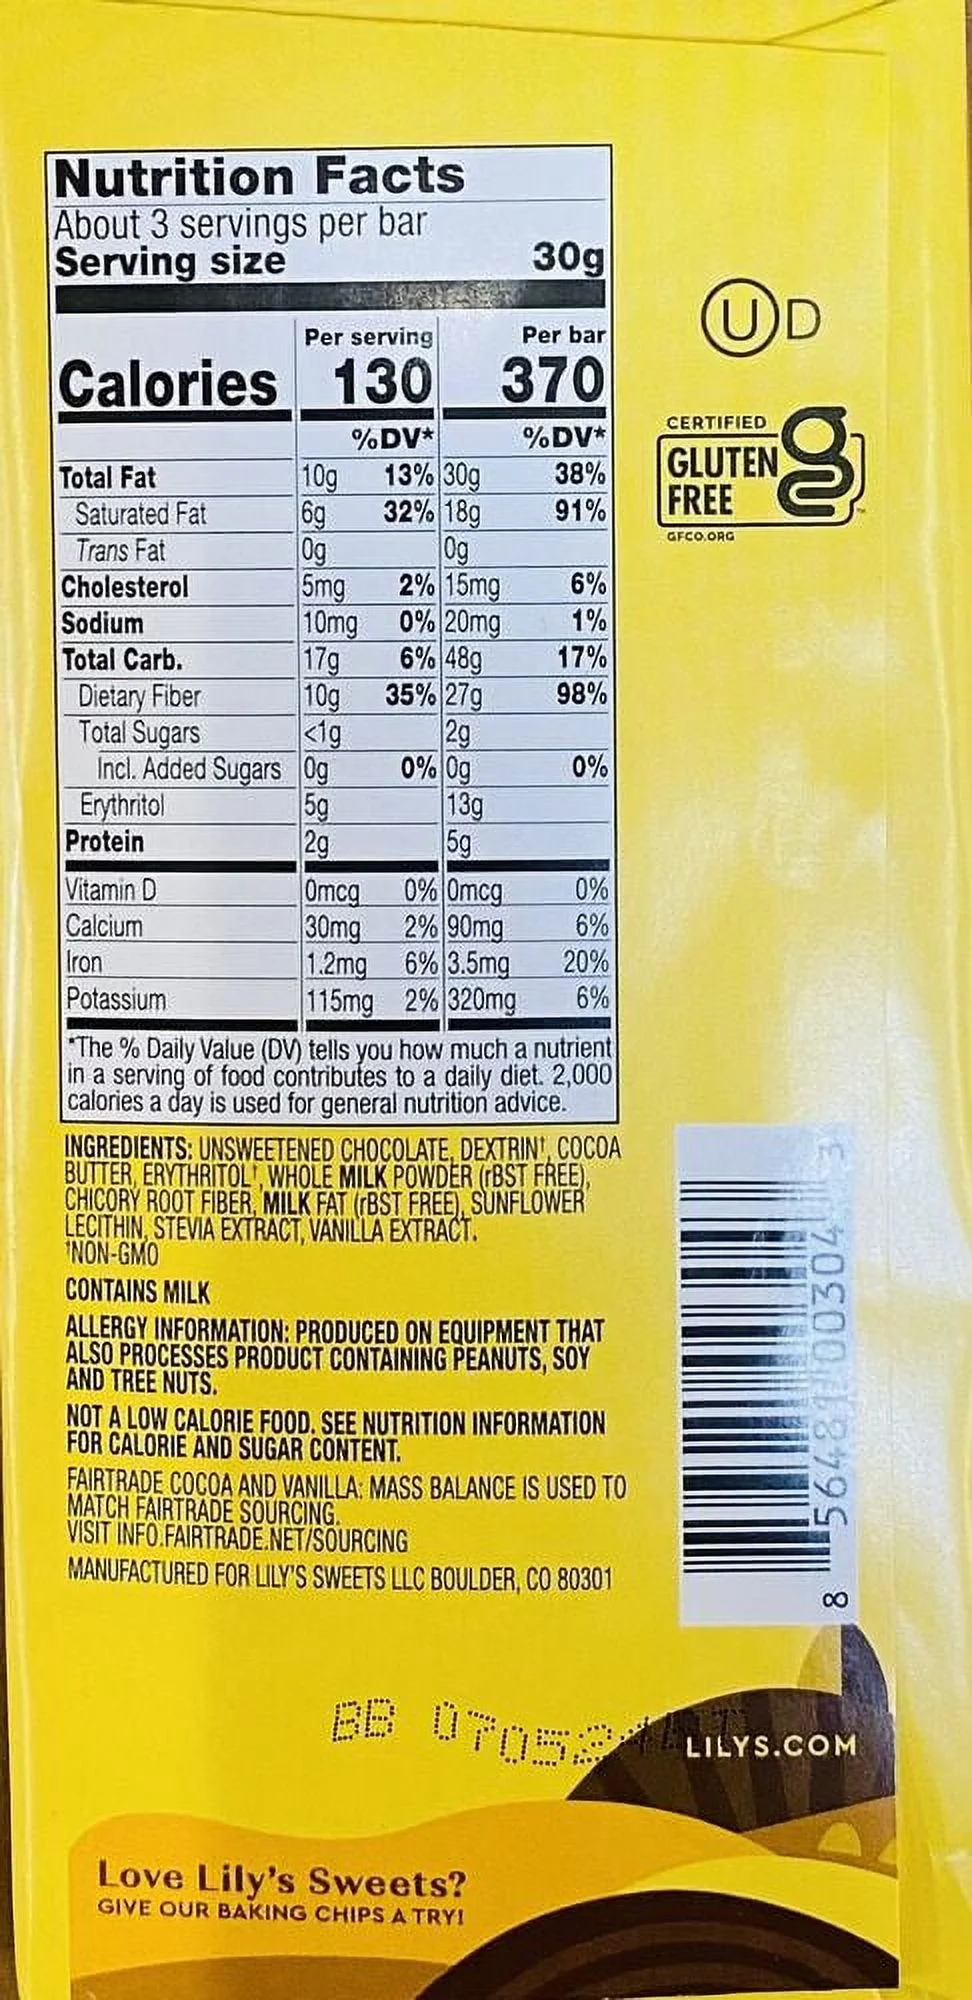 Nutrition Facts
About 3 servings per bar
Serving size 30g
Per serving Per bar
Calories 130 370
%DV* %DV*
Total Fat 10g 13% 30g 38%
Saturated Fat 6g 32% 18g 91%
Trans Fat 0g 0g
Cholesterol 5mg 2% 15mg 6%
Sodium 10mg 0% 20mg 1%
Total Carb. 17g 6% 48g 17%
Dietary Fiber 10g 35% 27g 98%
Total Sugars <1g 2g
Incl. Added Sugars 0g 0% 0g 0%
Erythritol 5g 13g
Protein 2g 5g
Vitamin D 0mcg 0% 0mcg 0%
Calcium 30mg 2% 90mg 6%
Iron 1.2mg 6% 3.5mg 20%
Potassium 115mg 2% 320mg 6%
*The % Daily Value (DV) tells you how much a nutrient
in a serving of food contributes to a daily diet. 2,000
calories a day is used for general nutrition advice.
INGREDIENTS: UNSWEETENED CHOCOLATE, DEXTRIN†, COCOA
BUTTER, ERYTHRITOL†, WHOLE MILK POWDER (rBST FREE),
CHICORY ROOT FIBER, MILK FAT (rBST FREE), SUNFLOWER
LECITHIN, STEVIA EXTRACT, VANILLA EXTRACT.
†NON-GMO
CONTAINS MILK
ALLERGY INFORMATION: PRODUCED ON EQUIPMENT THAT
ALSO PROCESSES PRODUCT CONTAINING PEANUTS, SOY
AND TREE NUTS.
NOT A LOW CALORIE FOOD. SEE NUTRITION INFORMATION
FOR CALORIE AND SUGAR CONTENT.
FAIRTRADE COCOA AND VANILLA: MASS BALANCE IS USED TO
MATCH FAIRTRADE SOURCING.
VISIT INFO.FAIRTRADE.NET/SOURCING
MANUFACTURED FOR LILY'S SWEETS LLC BOULDER, CO 80301
U D
CERTIFIED
GLUTEN
FREE
g
™
GFCO.ORG
8 56481 00304 3
BB 070524
LILYS.COM
Love Lily's Sweets?
GIVE OUR BAKING CHIPS A TRY!